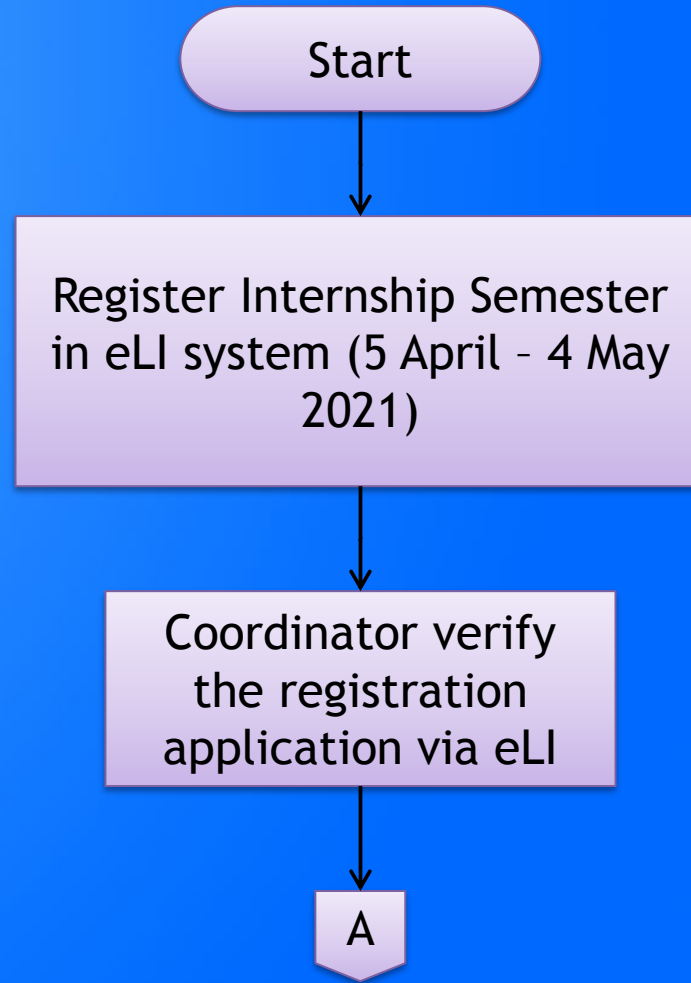 Start
Register Internship Semester
in eLI system (5 April – 4 May
2021)
Coordinator verify
the registration
application via eLI
A